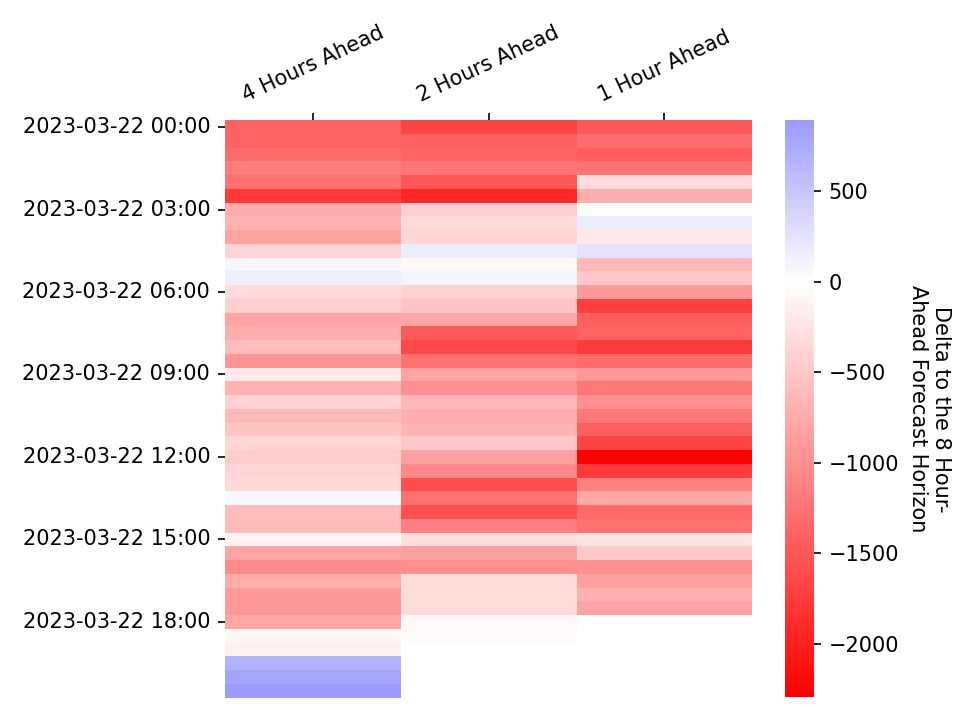 4 Hours Ahead
2 Hours Ahead
1 Hour Ahead
2023-03-22 00:00
2023-03-22 03:00
2023-03-22 06:00
2023-03-22 09:00
2023-03-22 12:00
2023-03-22 15:00
2023-03-22 18:00
500
0
−500
−1000
−1500
−2000
Delta to the 8 Hour-
Ahead Forecast Horizon